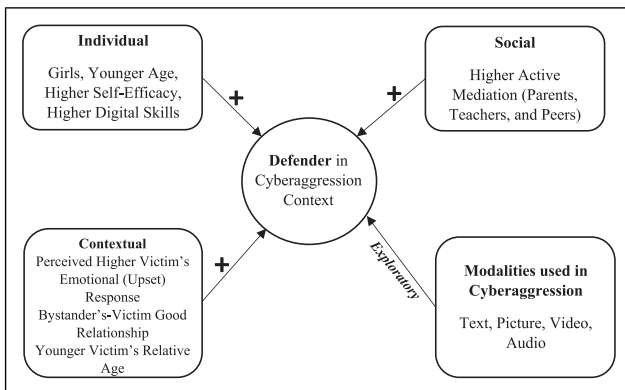 Individual
Girls, Younger Age,
Higher Self-Efficacy,
Higher Digital Skills
+
Social
Higher Active
Mediation (Parents,
Teachers, and Peers)
+
Defender in
Cyberaggression
Context
Contextual
Perceived Higher Victim's
Emotional (Upset)
Response
Bystander's-Victim Good
Relationship
Younger Victim's Relative
Age
+
Exploratory
Modalities used in
Cyberaggression
Text, Picture, Video,
Audio